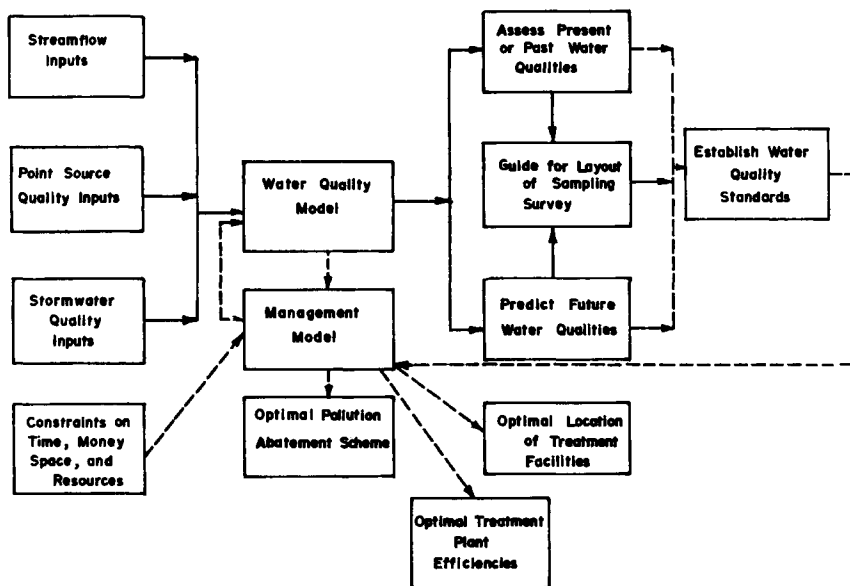 Streamflow
Inputs
Point Source
Quality Inputs
Stormwater
Quality
Inputs
Constraints on
Time, Money
Space, and
Resources
Water Quality
Model
Management
Model
Optimal Pollution
Abatement Scheme
Optimal Treatment
Plant
Efficiencies
Assess Present
or Past Water
Qualities
Guide for Layout
of Sampling
Survey
Predict Future
Water Qualities
Optimal Location
of Treatment
Facilities
Establish Water
Quality
Standards